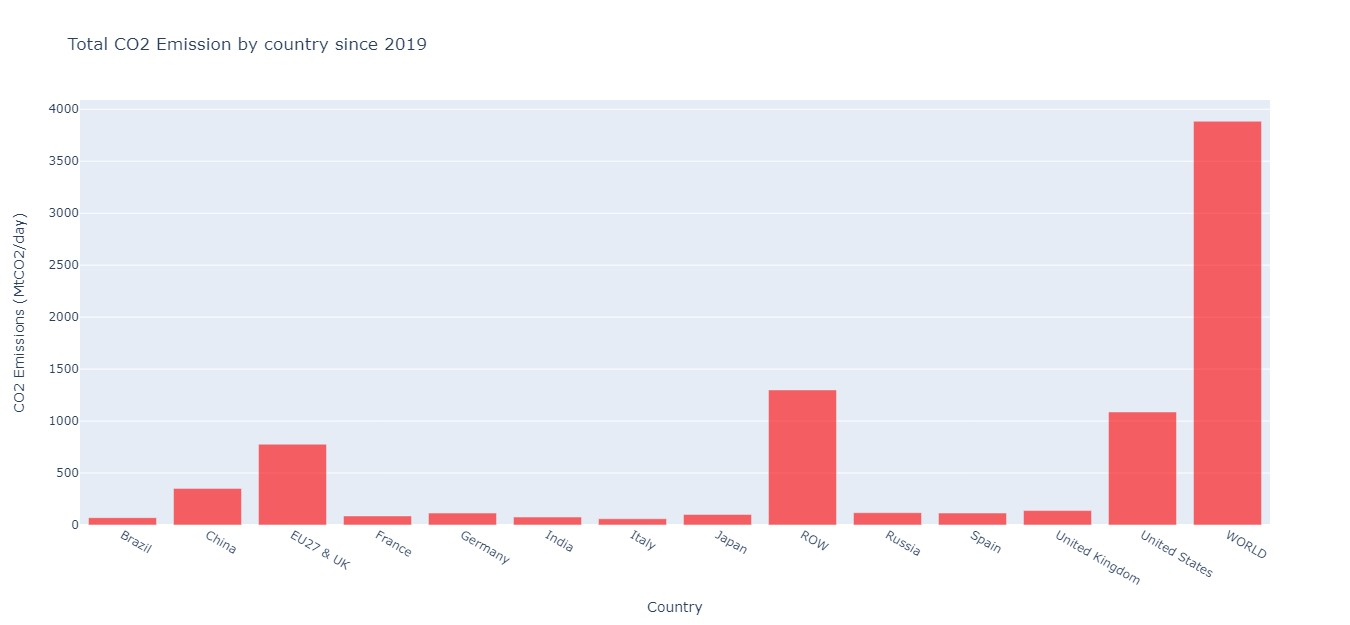 Total CO2 Emission by country since 2019
CO2 Emissions (MtCO2/day)
4000
3500
3000
2500
2000
1500
1000
500
0
Brazil
China
EU27 & UK
France
Germany
India
Italy
Japan
ROW
Russia
Spain
United Kingdom
United States
WORLD
Country